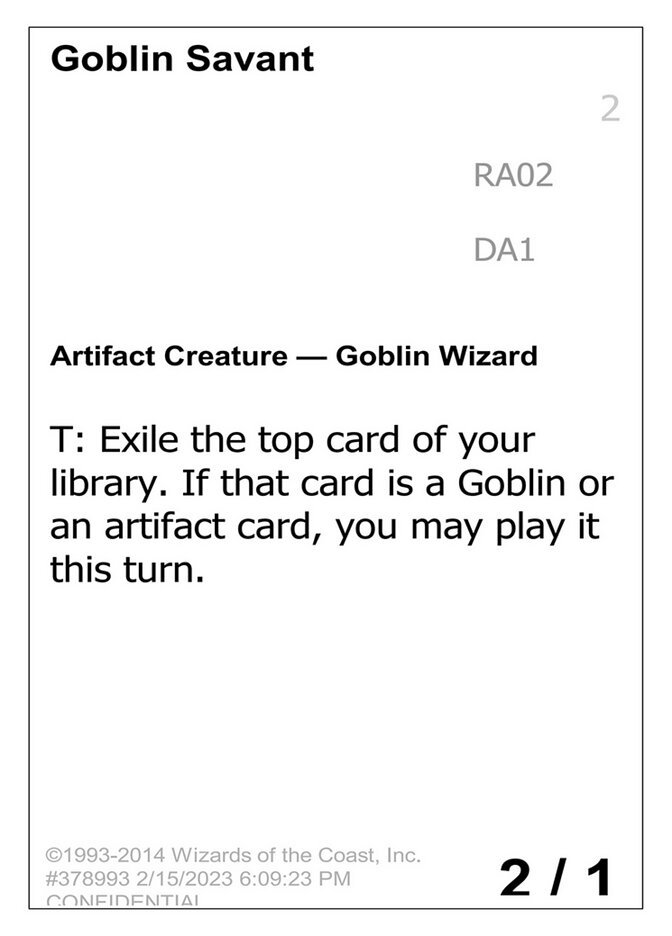 Goblin Savant
2
RA02
DA1
Artifact Creature — Goblin Wizard
T: Exile the top card of your
library. If that card is a Goblin or
an artifact card, you may play it
this turn.
©1993-2014 Wizards of the Coast, Inc.
#378993 2/15/2023 6:09:23 PM
CONFIDENTIAL
2 / 1